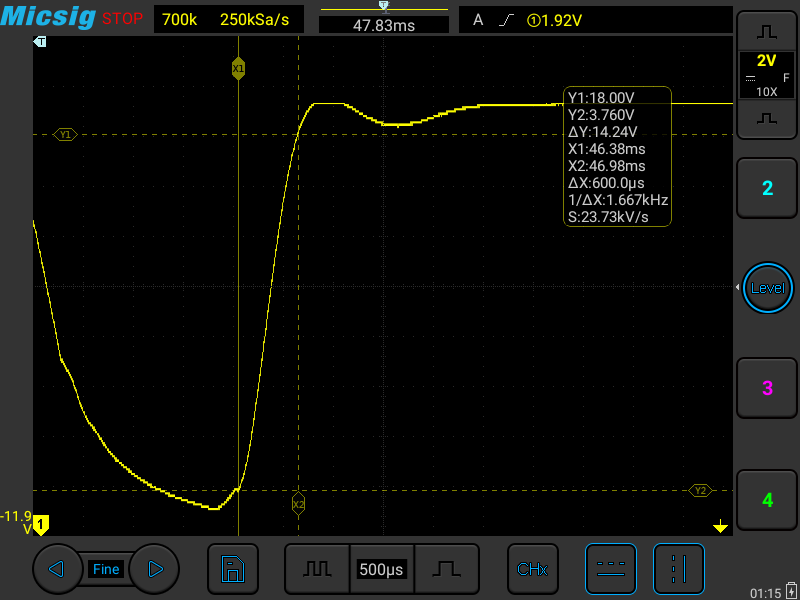 Micsig STOP 700k 250kSa/s T 47.83ms A 1 1.92V
T
X1
2V
F
10X
Y1:18.00V
Y2:3.760V
ΔY:14.24V
X1:46.38ms
X2:46.98ms
ΔX:600.0µs
1/ΔX:1.667kHz
S:23.73kV/s
Y1
2
Level
3
Y2
X2
4
-11.9
V
1
Fine
500µs
CHx
01:15